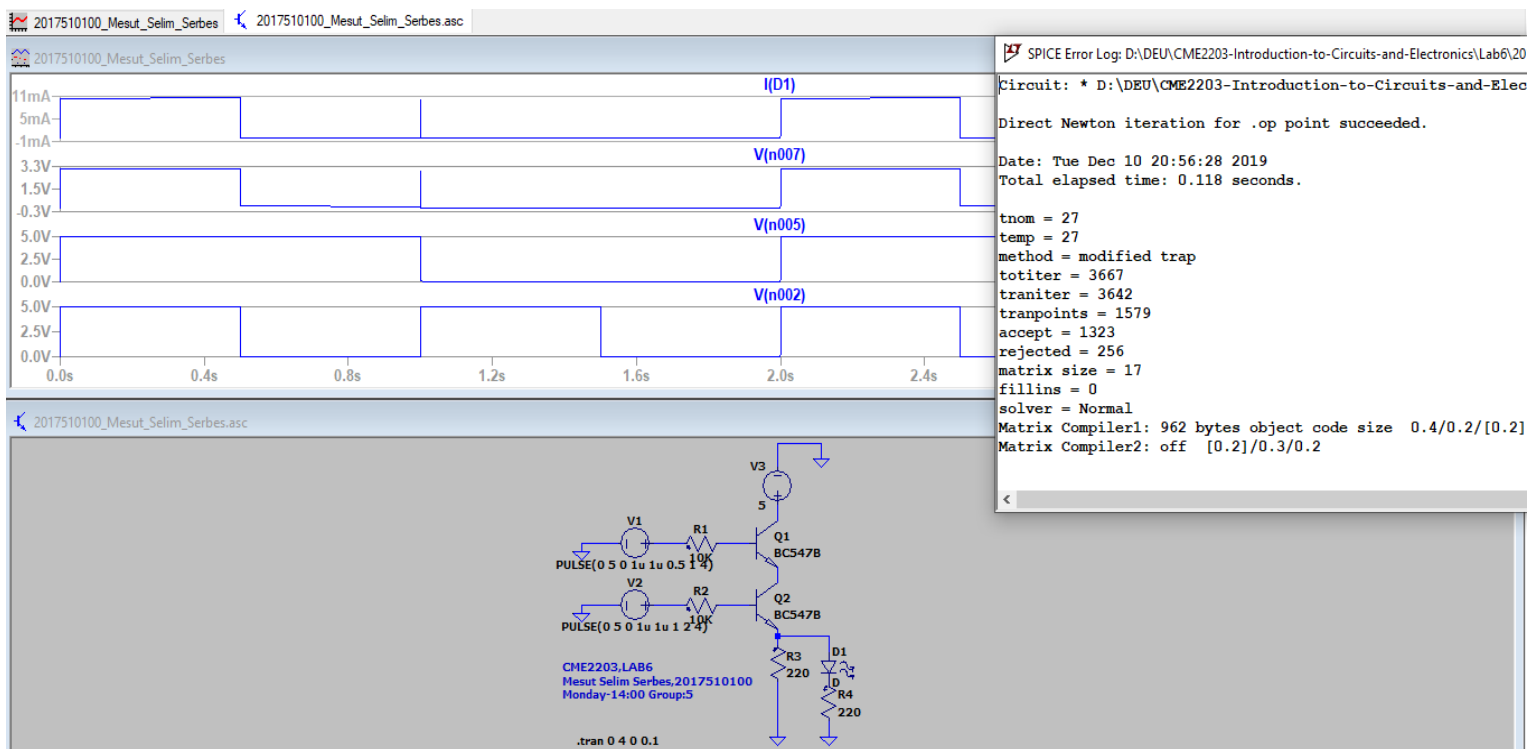 2017510100_Mesut_Selim_Serbes
2017510100_Mesut_Selim_Serbes.asc
2017510100_Mesut_Selim_Serbes
I(D1)
11mA
5mA
-1mA
V(n007)
3.3V
1.5V
-0.3V
V(n005)
5.0V
2.5V
0.0V
V(n002)
5.0V
2.5V
0.0V
0.0s 0.4s 0.8s 1.2s 1.6s 2.0s 2.4s
SPICE Error Log: D:\DEU\CME2203-Introduction-to-Circuits-and-Electronics\Lab6\20
Circuit: * D:\DEU\CME2203-Introduction-to-Circuits-and-Elec
Direct Newton iteration for .op point succeeded.
Date: Tue Dec 10 20:56:28 2019
Total elapsed time: 0.118 seconds.
tnom = 27
temp = 27
method = modified trap
totiter = 3667
traniter = 3642
tranpoints = 1579
accept = 1323
rejected = 256
matrix size = 17
fillins = 0
solver = Normal
Matrix Compiler1: 962 bytes object code size 0.4/0.2/[0.2]
Matrix Compiler2: off [0.2]/0.3/0.2
2017510100_Mesut_Selim_Serbes.asc
V3
5
V1
R1
10K
Q1
BC547B
PULSE(0 5 0 1u 1u 0.5 1 4)
V2
R2
10K
Q2
BC547B
PULSE(0 5 0 1u 1u 1 2 4)
R3
220
D1
D
R4
220
CME2203,LAB6
Mesut Selim Serbes,2017510100
Monday-14:00 Group:5
.tran 0 4 0 0.1